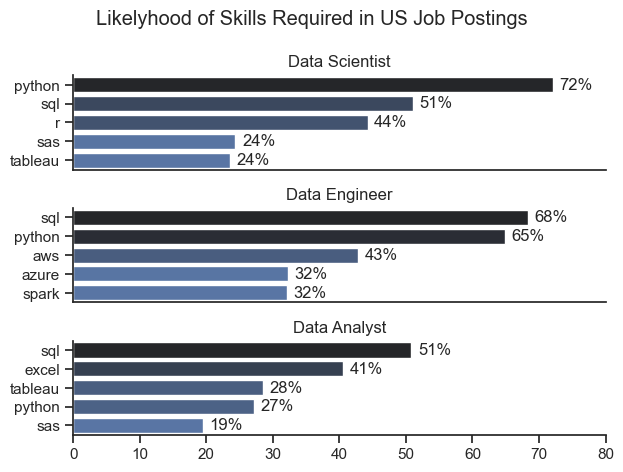 Likelyhood of Skills Required in US Job Postings
Data Scientist
python 72%
sql 51%
r 44%
sas 24%
tableau 24%
Data Engineer
sql 68%
python 65%
aws 43%
azure 32%
spark 32%
Data Analyst
sql 51%
excel 41%
tableau 28%
python 27%
sas 19%
0 10 20 30 40 50 60 70 80